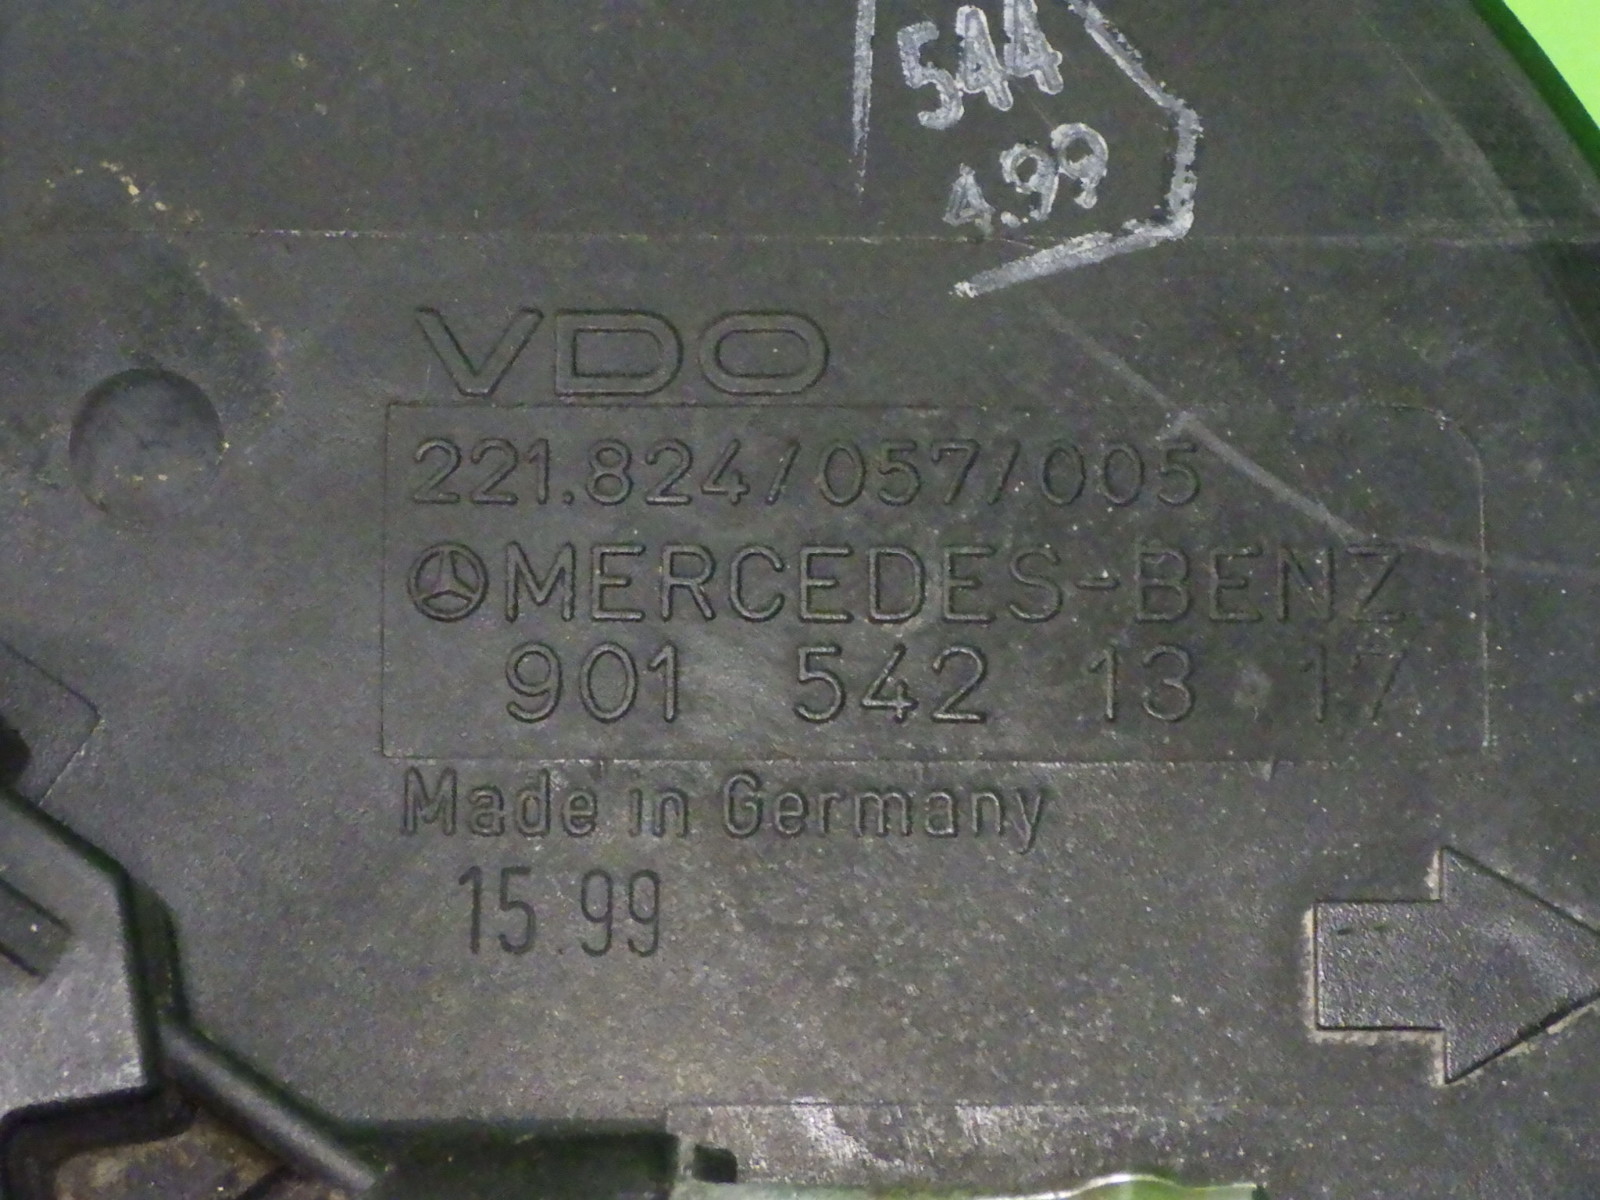 544
4.99
VDO
221.824/057/005
MERCEDES-BENZ
901 542 13 17
Made in Germany
15.99